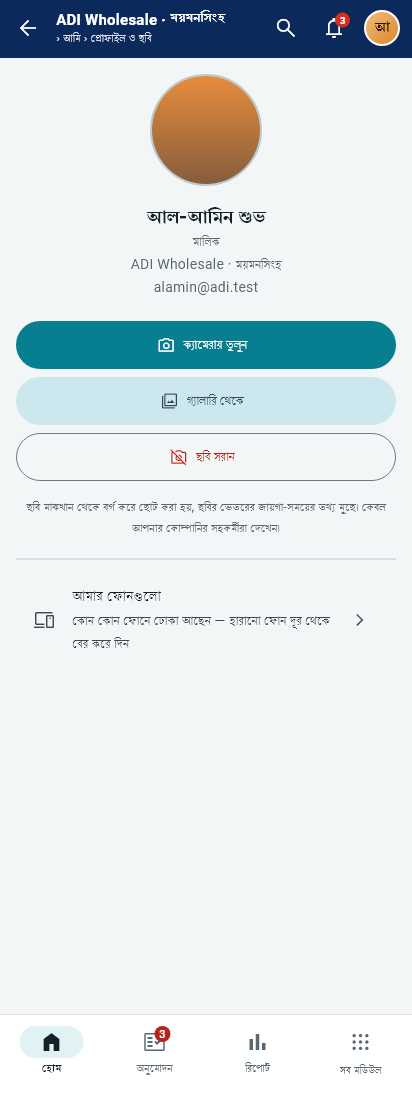 ADI Wholesale · ময়মনসিংহ
› আমি › প্রোফাইল ও ছবি
3
আ
আল-আমিন শুভ
মালিক
ADI Wholesale · ময়মনসিংহ
alamin@adi.test
ক্যামেরায় তুলুন
গ্যালারি থেকে
ছবি সরান
ছবি মাঝখান থেকে বর্গ করে ছোট করা হয়, ছবির ভেতরের জায়গা-সময়ের তথ্য মুছে। কেবল
আপনার কোম্পানির সহকর্মীরা দেখেন।
আমার ফোনগুলো
কোন কোন ফোনে ঢোকা আছেন — হারানো ফোন দূর থেকে
বের করে দিন
3
হোম
অনুমোদন
রিপোর্ট
সব মডিউল